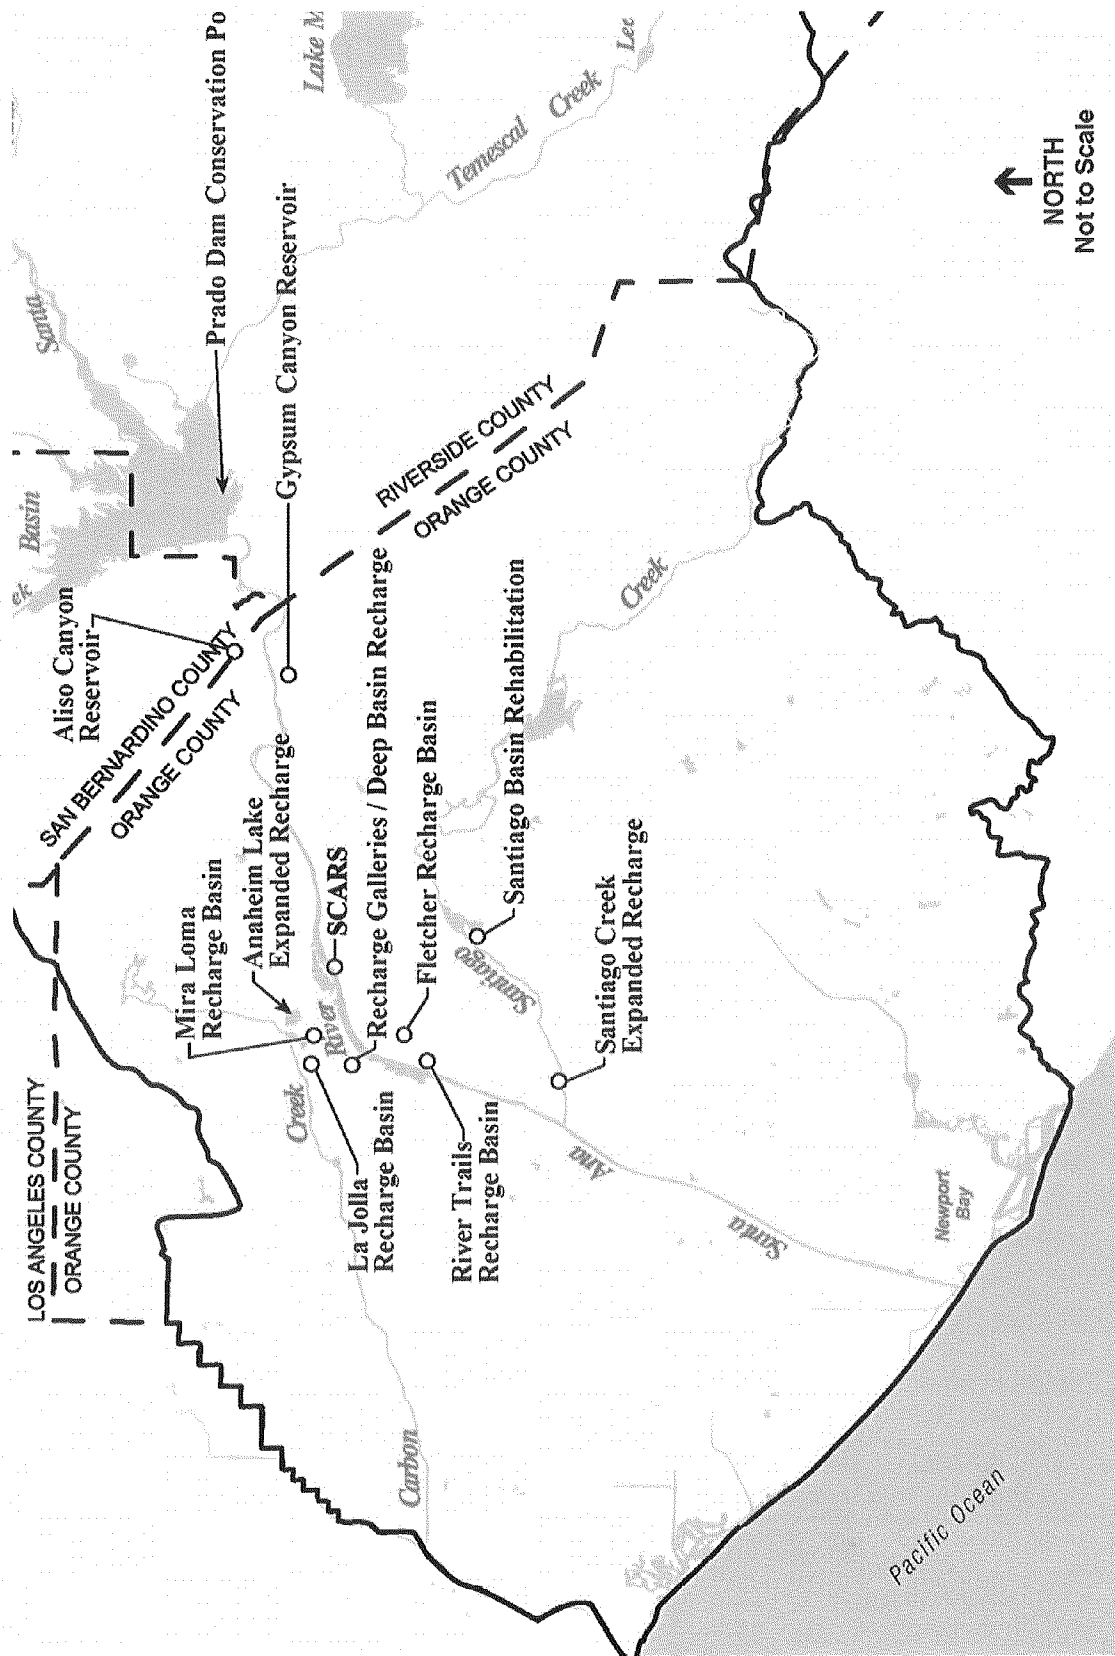 LOS ANGELES COUNTY
ORANGE COUNTY
SAN BERNARDINO COUNTY
ORANGE COUNTY
Aliso Canyon
Reservoir
Basin
Santa
Prado Dam Conservation Po
Lake M
Temescal Creek
Lee
Gypsum Canyon Reservoir
RIVERSIDE COUNTY
ORANGE COUNTY
Mira Loma
Recharge Basin
Anaheim Lake
Expanded Recharge
SCARS
Recharge Galleries / Deep Basin Recharge
Fletcher Recharge Basin
Santiago Basin Rehabilitation
Santiago Creek
Expanded Recharge
La Jolla
Recharge Basin
River Trails
Recharge Basin
Carbon Creek
Santa Ana River
Santiago Creek
ek
Newport
Bay
Pacific Ocean
NORTH
Not to Scale